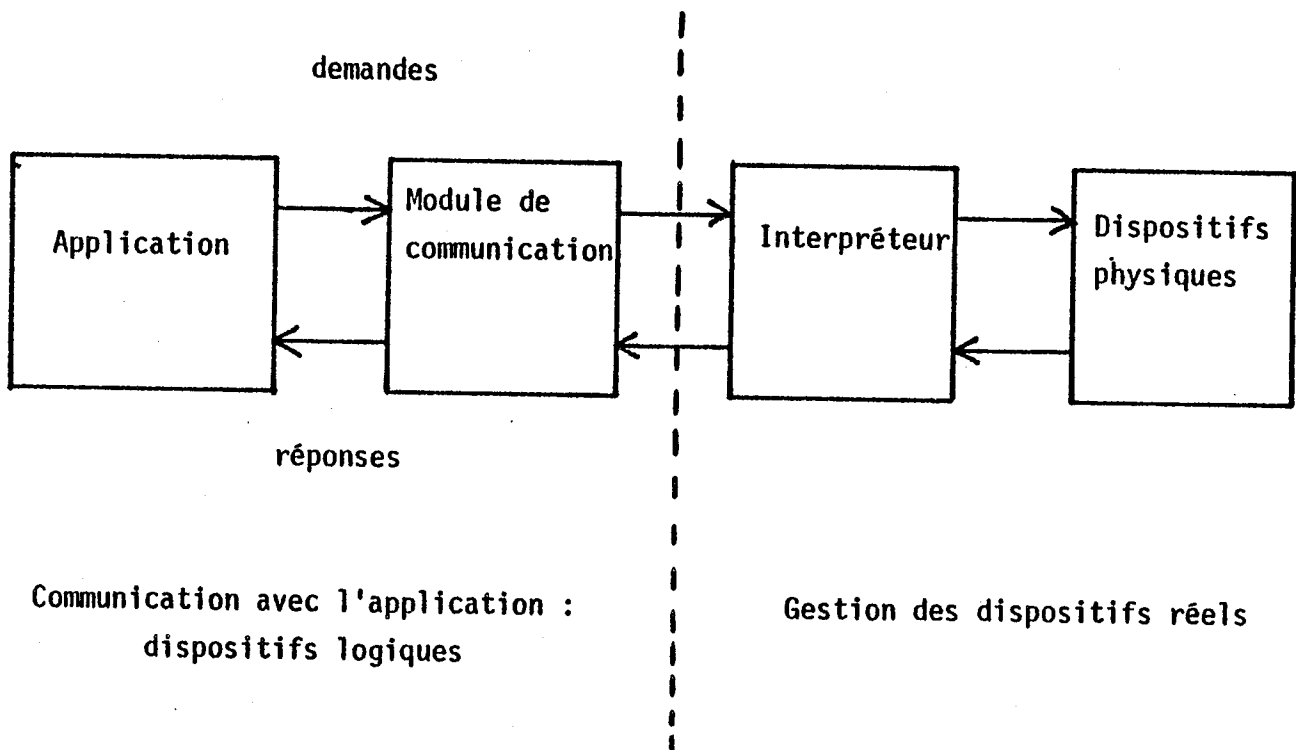 demandes
Application
Module de
communication
Interpréteur
Dispositifs
physiques
réponses
Communication avec l'application :
dispositifs logiques
Gestion des dispositifs réels